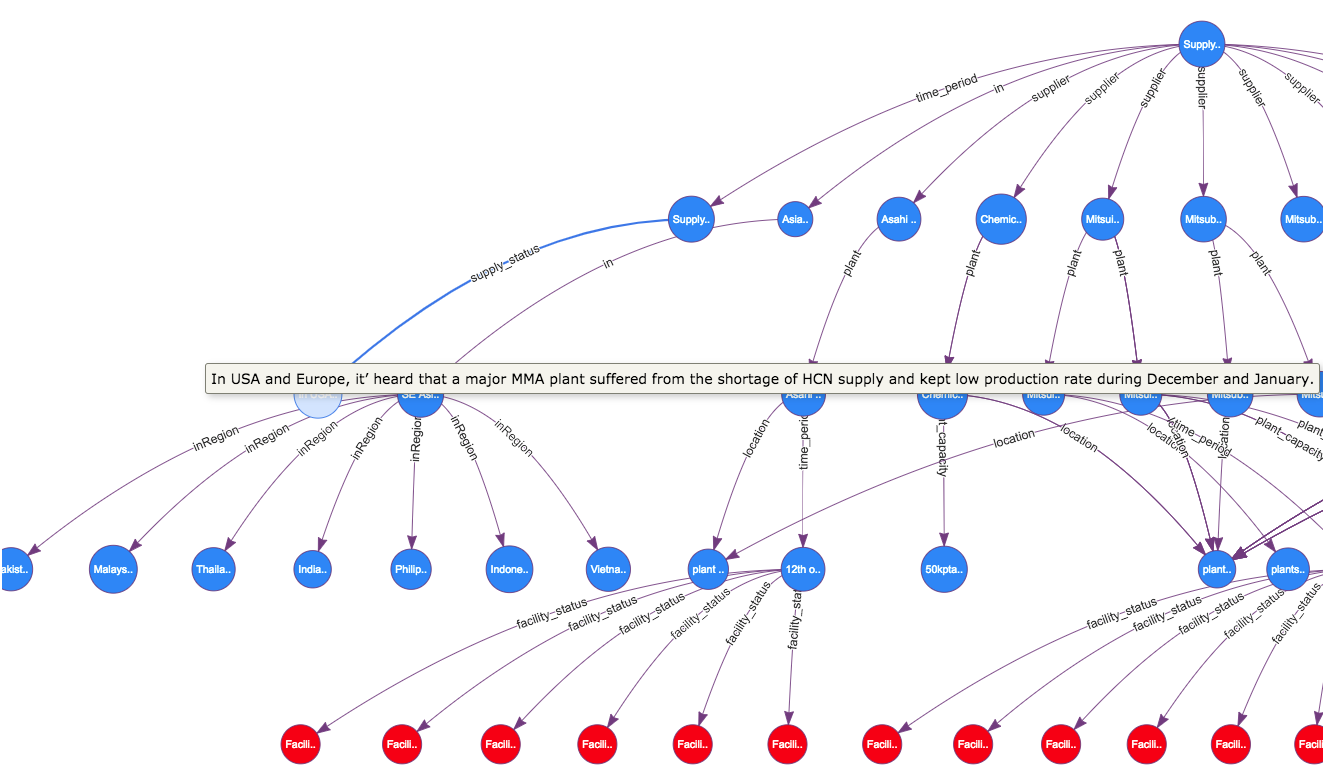 Supply..
time_period
in
supplier
supplier
supplier
supplier
supplier
supplier
Supply..
Asia..
Asahi ..
Chemic..
Mitsui..
Mitsub..
Mitsub..
supply_status
in
plant
plant
plant
plant
plant
plant
In USA and Europe, it’ heard that a major MMA plant suffered from the shortage of HCN supply and kept low production rate during December and January.
In USA..
SE Asi..
Asahi ..
Chemic..
Mitsui..
Mitsui..
Mitsub..
inRegion
inRegion
inRegion
inRegion
inRegion
inRegion
inRegion
location
time_period
t_capacity
location
location
location
location
location
time_period
plant_capacity
plant_
akist..
Malays..
Thaila..
India..
Philip..
Indone..
Vietna..
plant ..
12th o..
50kpta..
plant..
plants..
facility_status
facility_status
facility_status
facility_status
facility_status
facility_stat
facility_status
facility_status
facility_status
facility_status
facility_status
Facili..
Facili..
Facili..
Facili..
Facili..
Facili..
Facili..
Facili..
Facili..
Facili..
Facili..
Facili